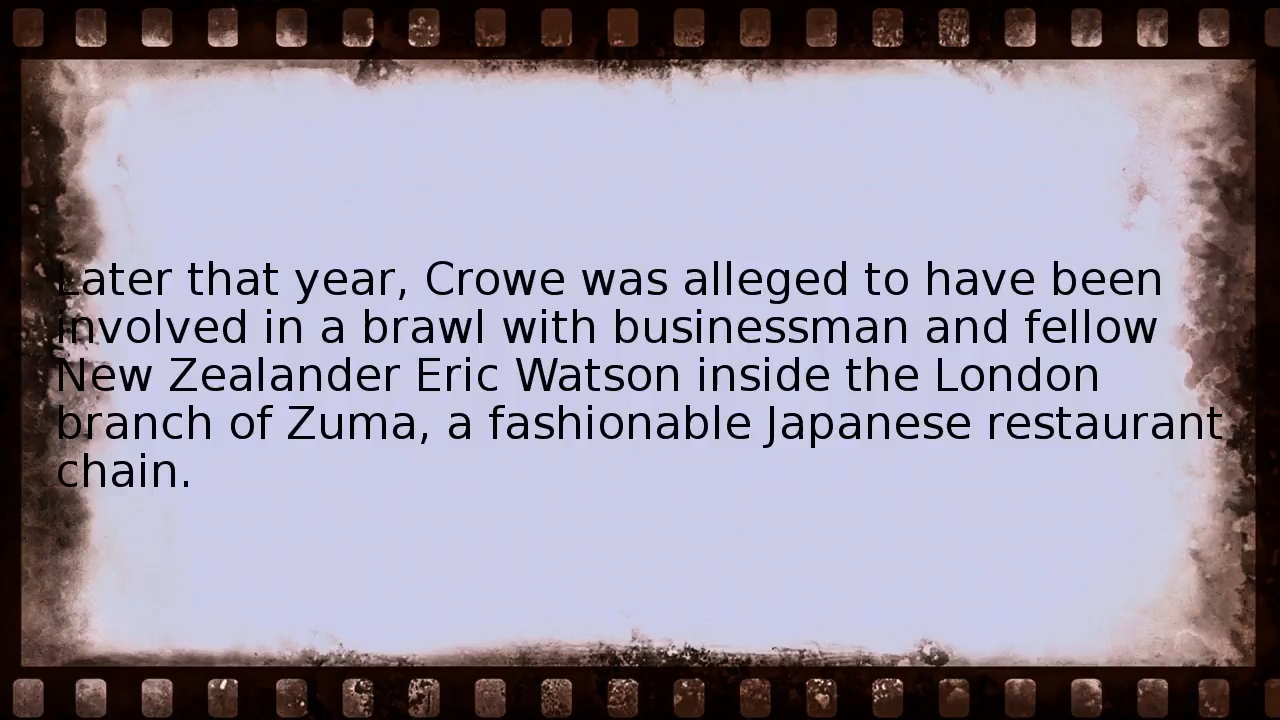 Later that year, Crowe was alleged to have been
involved in a brawl with businessman and fellow
New Zealander Eric Watson inside the London
branch of Zuma, a fashionable Japanese restaurant
chain.